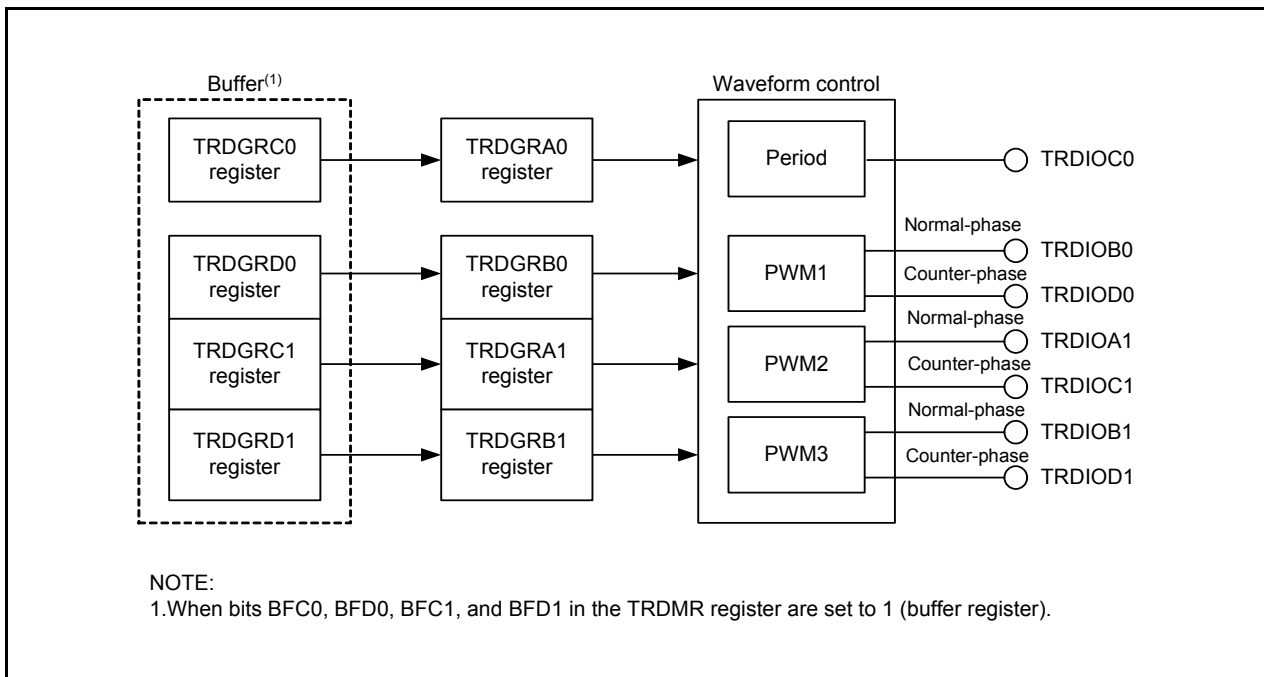 Buffer(1)
Waveform control
TRDGRC0
register
TRDGRA0
register
Period
TRDIOC0
TRDGRD0
register
TRDGRB0
register
PWM1
Normal-phase
TRDIOB0
Counter-phase
TRDIOD0
TRDGRC1
register
TRDGRA1
register
PWM2
Normal-phase
TRDIOA1
Counter-phase
TRDIOC1
TRDGRD1
register
TRDGRB1
register
PWM3
Normal-phase
TRDIOB1
Counter-phase
TRDIOD1
NOTE:
1.When bits BFC0, BFD0, BFC1, and BFD1 in the TRDMR register are set to 1 (buffer register).